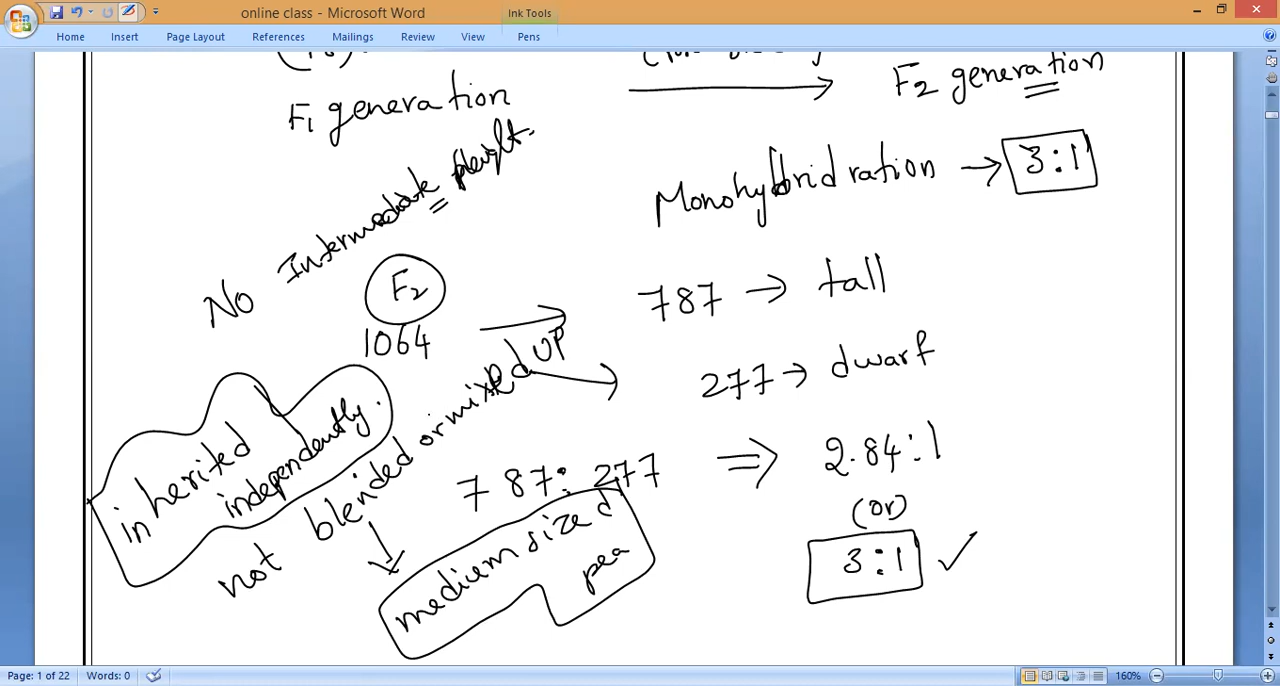 online class - Microsoft Word
Ink Tools
Home Insert Page Layout References Mailings Review View Pens
F1 generation
F2 generation
No Intermediate height.
Monohybrid ration → 3:1
F2
1064
787 → tall
277 → dwarf
inherited
independently.
not blended or mixed UP
787: 277 ⇒ 2.84:1
(or)
3:1 ✓
medium sized
pea
Page: 1 of 22 Words: 0 160%